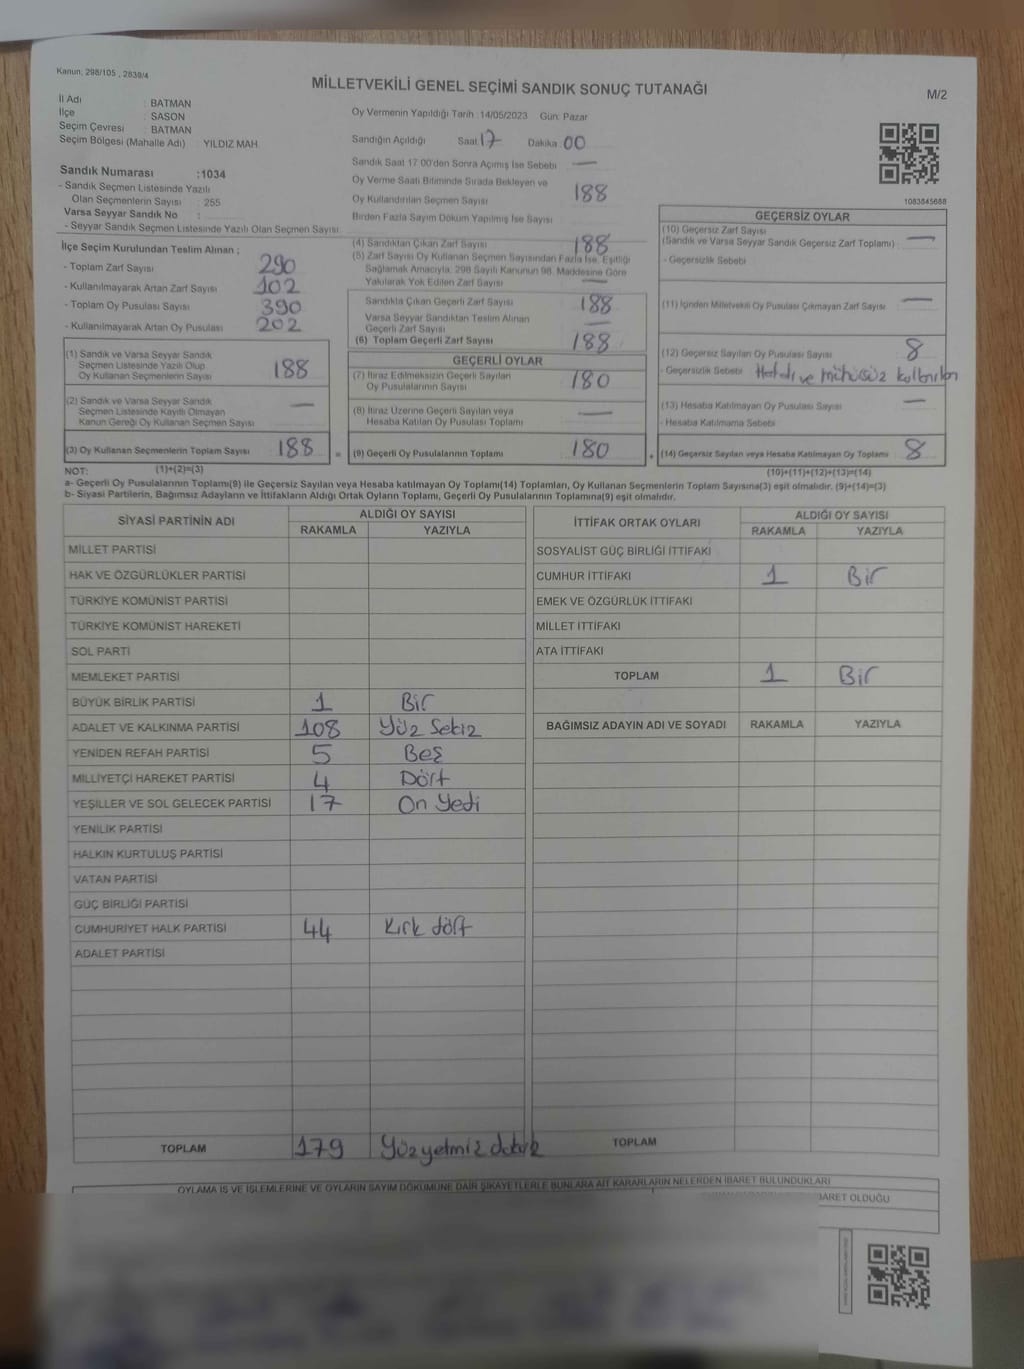 Kanun, 298/105 , 2839/4
MİLLETVEKİLİ GENEL SEÇİMİ SANDIK SONUÇ TUTANAĞI
M/2
İl Adı : BATMAN
İlçe : SASON
Seçim Çevresi : BATMAN
Seçim Bölgesi (Mahalle Adı) : YILDIZ MAH.
Oy Vermenin Yapıldığı Tarih :14/05/2023 Gün: Pazar
Sandığın Açıldığı Saat 17 Dakika 00
Sandık Saat 17:00'den Sonra Açımış İse Sebebi —
Oy Verme Saati Bitiminde Sırada Bekleyen ve
Oy Kullandırılan Seçmen Sayısı 188
Birden Fazla Sayım Döküm Yapılmış İse Sayısı
Sandık Numarası :1034
- Sandık Seçmen Listesinde Yazılı
Olan Seçmenlerin Sayısı : 255
Varsa Seyyar Sandık No :
- Seyyar Sandık Seçmen Listesinde Yazılı Olan Seçmen Sayısı:
1083845688
İlçe Seçim Kurulundan Teslim Alınan ;
- Toplam Zarf Sayısı 290
- Kullanılmayarak Artan Zarf Sayısı 102
- Toplam Oy Pusulası Sayısı 390
- Kullanılmayarak Artan Oy Pusulası 202
(1) Sandık ve Varsa Seyyar Sandık
Seçmen Listesinde Yazılı Olup
Oy Kullanan Seçmenlerin Sayısı 188
(2) Sandık ve Varsa Seyyar Sandık
Seçmen Listesinde Kayıtlı Olmayan
Kanun Gereği Oy Kullanan Seçmen Sayısı —
(3) Oy Kullanan Seçmenlerin Toplam Sayısı 188
(4) Sandıktan Çıkan Zarf Sayısı 188
(5) Zarf Sayısı Oy Kullanan Seçmen Sayısından Fazla İse, Eşitliği
Sağlamak Amacıyla, 298 Sayılı Kanunun 98. Maddesine Göre
Yakılarak Yok Edilen Zarf Sayısı —
Sandıkta Çıkan Geçerli Zarf Sayısı 188
Varsa Seyyar Sandıktan Teslim Alınan
Geçerli Zarf Sayısı —
(6) Toplam Geçerli Zarf Sayısı 188
GEÇERLİ OYLAR
(7) İtiraz Edilmeksizin Geçerli Sayılan
Oy Pusulalarının Sayısı 180
(8) İtiraz Üzerine Geçerli Sayılan veya
Hesaba Katılan Oy Pusulası Toplamı —
= (9) Geçerli Oy Pusulalarının Toplamı 180
GEÇERSİZ OYLAR
(10) Geçersiz Zarf Sayısı
(Sandık ve Varsa Seyyar Sandık Geçersiz Zarf Toplamı) : —
- Geçersizlik Sebebi
(11) İçinden Milletvekili Oy Pusulası Çıkmayan Zarf Sayısı —
(12) Geçersiz Sayılan Oy Pusulası Sayısı 8
- Geçersizlik Sebebi Hatalı ve mühürsüz
(13) Hesaba Katılmayan Oy Pusulası Sayısı —
- Hesaba Katılmama Sebebi
+ (14) Geçersiz Sayılan veya Hesaba Katılmayan Oy Toplamı 8
NOT: (1)+(2)=(3)
(10)+(11)+(12)+(13)=(14)
a- Geçerli Oy Pusulalarının Toplamı(9) ile Geçersiz Sayılan veya Hesaba katılmayan Oy Toplamı(14) Toplamları, Oy Kullanan Seçmenlerin Toplam Sayısına(3) eşit olmalıdır. (9)+(14)=(3)
b- Siyasi Partilerin, Bağımsız Adayların ve İttifakların Aldığı Ortak Oyların Toplamı, Geçerli Oy Pusulalarının Toplamına(9) eşit olmalıdır.
SİYASİ PARTİNİN ADI ALDIĞI OY SAYISI
RAKAMLA YAZIYLA
MİLLET PARTİSİ
HAK VE ÖZGÜRLÜKLER PARTİSİ
TÜRKİYE KOMÜNİST PARTİSİ
TÜRKİYE KOMÜNİST HAREKETİ
SOL PARTİ
MEMLEKET PARTİSİ
BÜYÜK BİRLİK PARTİSİ 1 Bir
ADALET VE KALKINMA PARTİSİ 108 Yüz Sekiz
YENİDEN REFAH PARTİSİ 5 Beş
MİLLİYETÇİ HAREKET PARTİSİ 4 Dört
YEŞİLLER VE SOL GELECEK PARTİSİ 17 On Yedi
YENİLİK PARTİSİ
HALKIN KURTULUŞ PARTİSİ
VATAN PARTİSİ
GÜÇ BİRLİĞİ PARTİSİ
CUMHURİYET HALK PARTİSİ 44 Kırk dört
ADALET PARTİSİ
TOPLAM 179
İTTİFAK ORTAK OYLARI ALDIĞI OY SAYISI
RAKAMLA YAZIYLA
SOSYALİST GÜÇ BİRLİĞİ İTTİFAKI
CUMHUR İTTİFAKI 1 Bir
EMEK VE ÖZGÜRLÜK İTTİFAKI
MİLLET İTTİFAKI
ATA İTTİFAKI
TOPLAM 1 Bir
BAĞIMSIZ ADAYIN ADI VE SOYADI RAKAMLA YAZIYLA
TOPLAM
OYLAMA İŞ VE İŞLEMLERİNE VE OYLARIN SAYIM DÖKÜMÜNE DAİR ŞİKAYETLERLE BUNLARA AİT KARARLARIN NELERDEN İBARET BULUNDUKLARI
BARET OLDUĞU